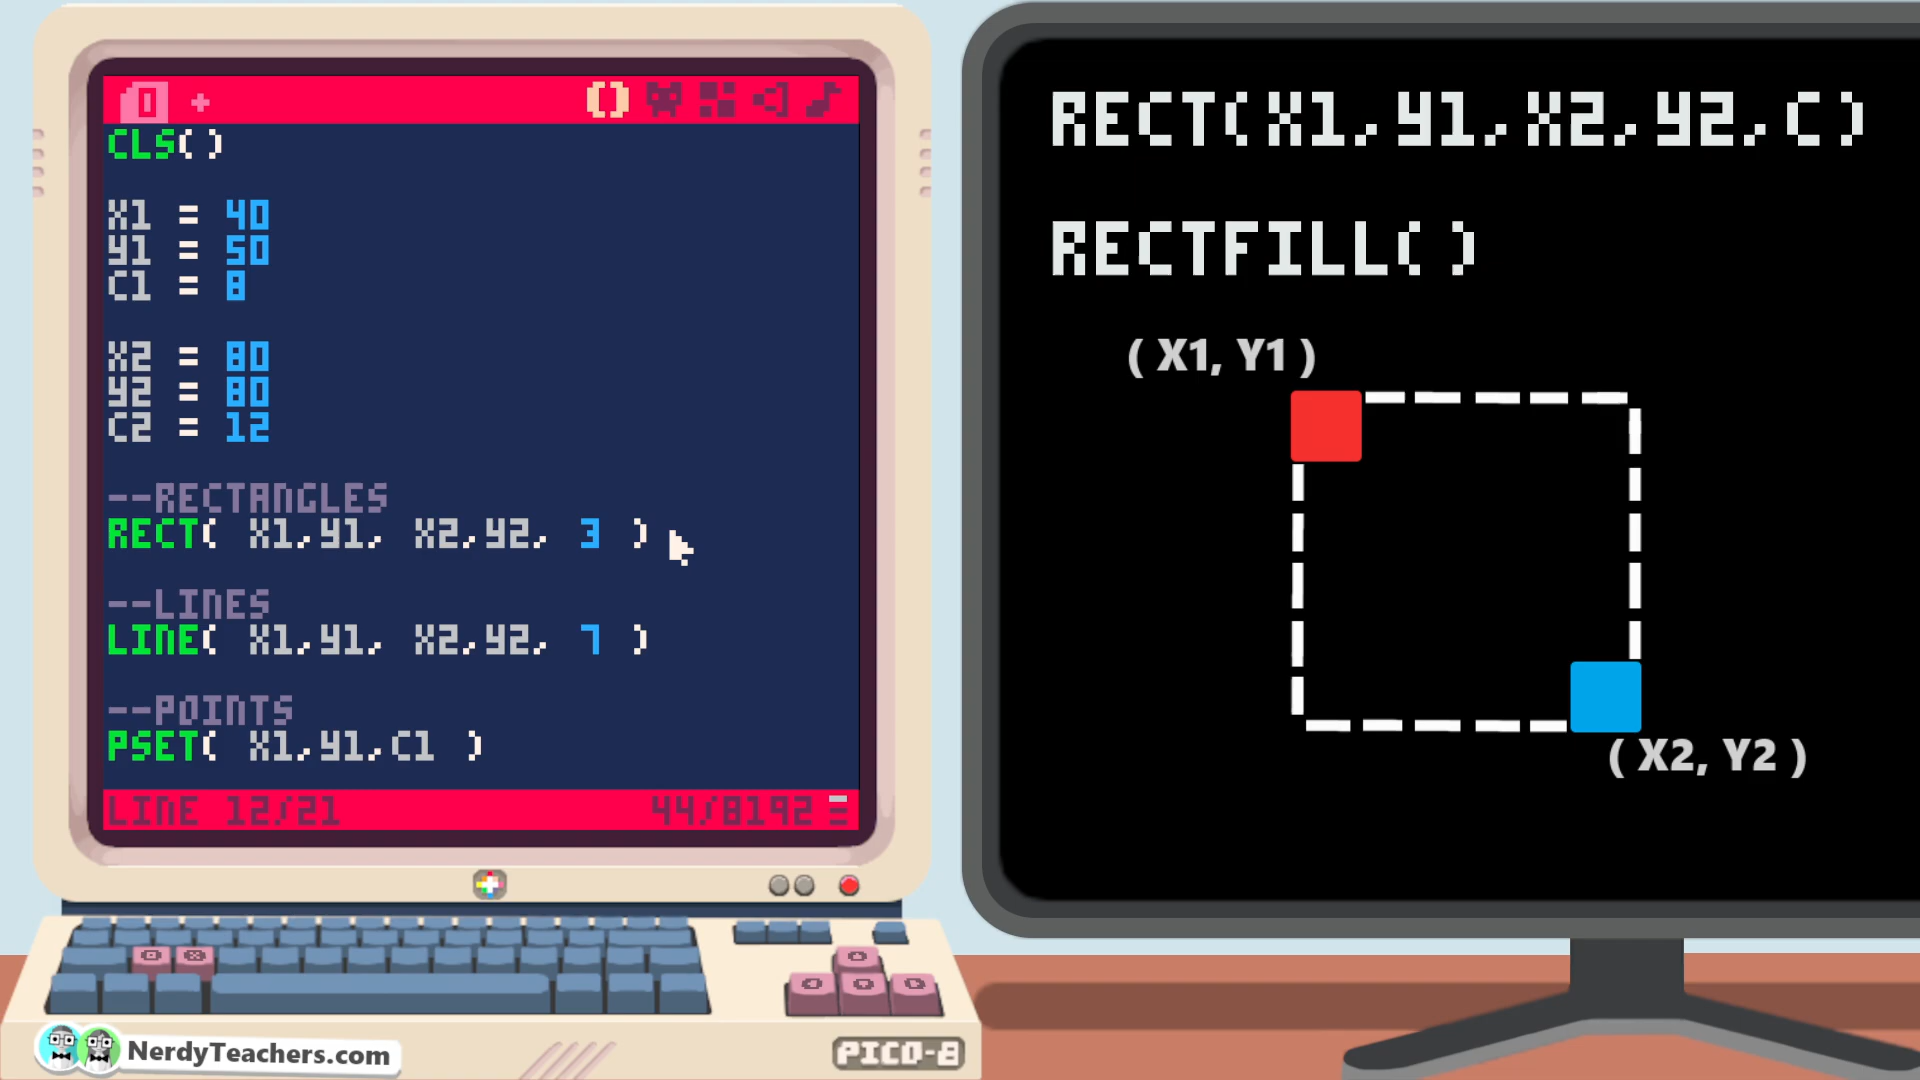 0 +
CLS()
X1 = 40
Y1 = 50
C1 = 8
X2 = 80
Y2 = 80
C2 = 12
--RECTANGLES
RECT( X1,Y1, X2,Y2, 3 )
--LINES
LINE( X1,Y1, X2,Y2, 7 )
--POINTS
PSET( X1,Y1,C1 )
LINE 12/21 44/8192
NerdyTeachers.com
PICO-8
RECT(X1,Y1,X2,Y2,C)
RECTFILL()
( X1, Y1 )
( X2, Y2 )